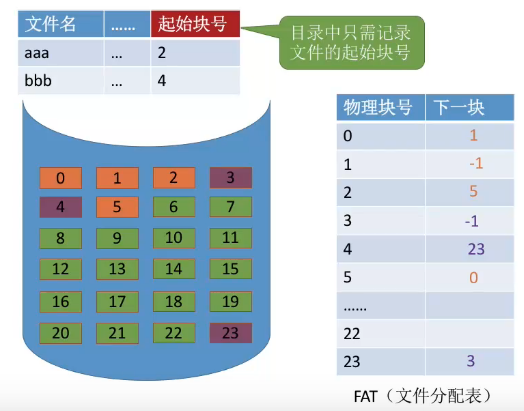 文件名 …… 起始块号
aaa ... 2
bbb ... 4
目录中只需记录
文件的起始块号
0 1 2 3
4 5 6 7
8 9 10 11
12 13 14 15
16 17 18 19
20 21 22 23
物理块号 下一块
0 1
1 -1
2 5
3 -1
4 23
5 0
……
22
23 3
FAT（文件分配表）